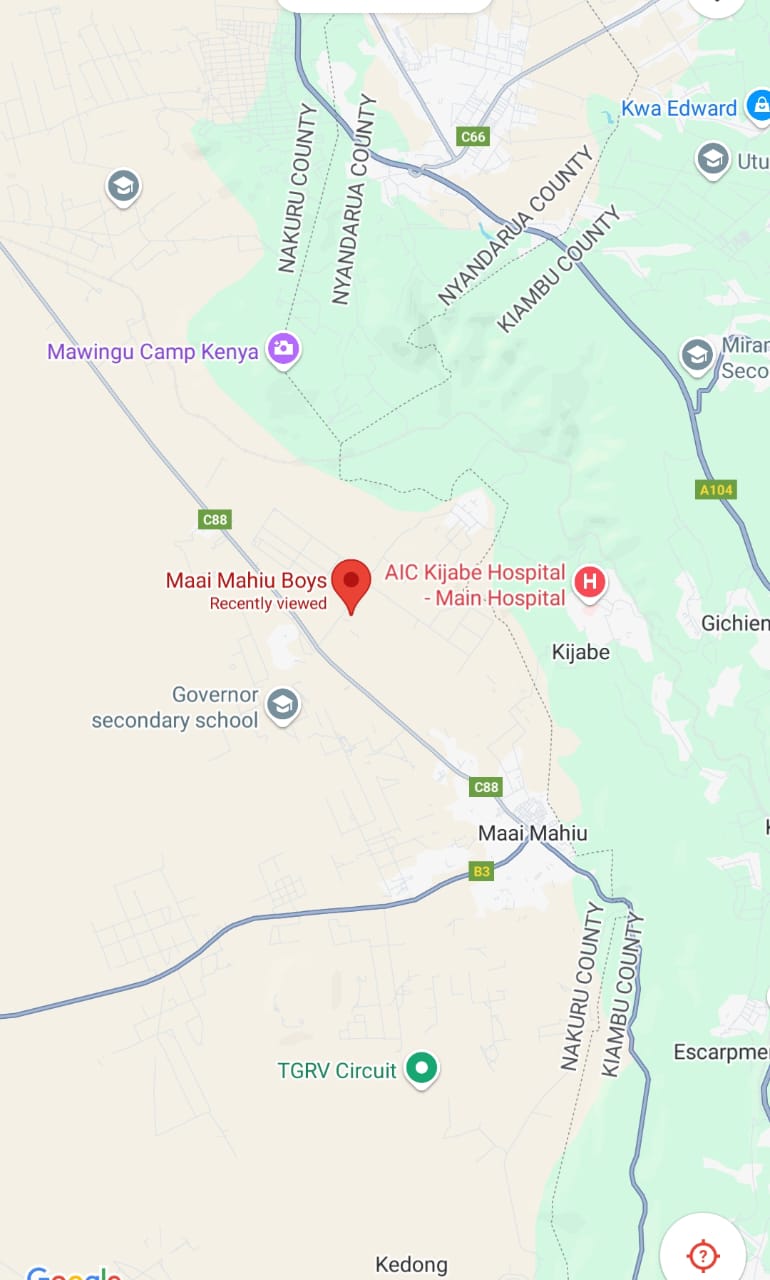 NAKURU COUNTY
NYANDARUA COUNTY
C66
Kwa Edward
Utu
NYANDARUA COUNTY
KIAMBU COUNTY
Mawingu Camp Kenya
Miran
Seco
A104
C88
Maai Mahiu Boys
Recently viewed
AIC Kijabe Hospital
- Main Hospital
H
Gichien
Kijabe
Governor
secondary school
C88
Maai Mahiu
B3
NAKURU COUNTY
KIAMBU COUNTY
Escarpme
TGRV Circuit
Kedong
?
Google